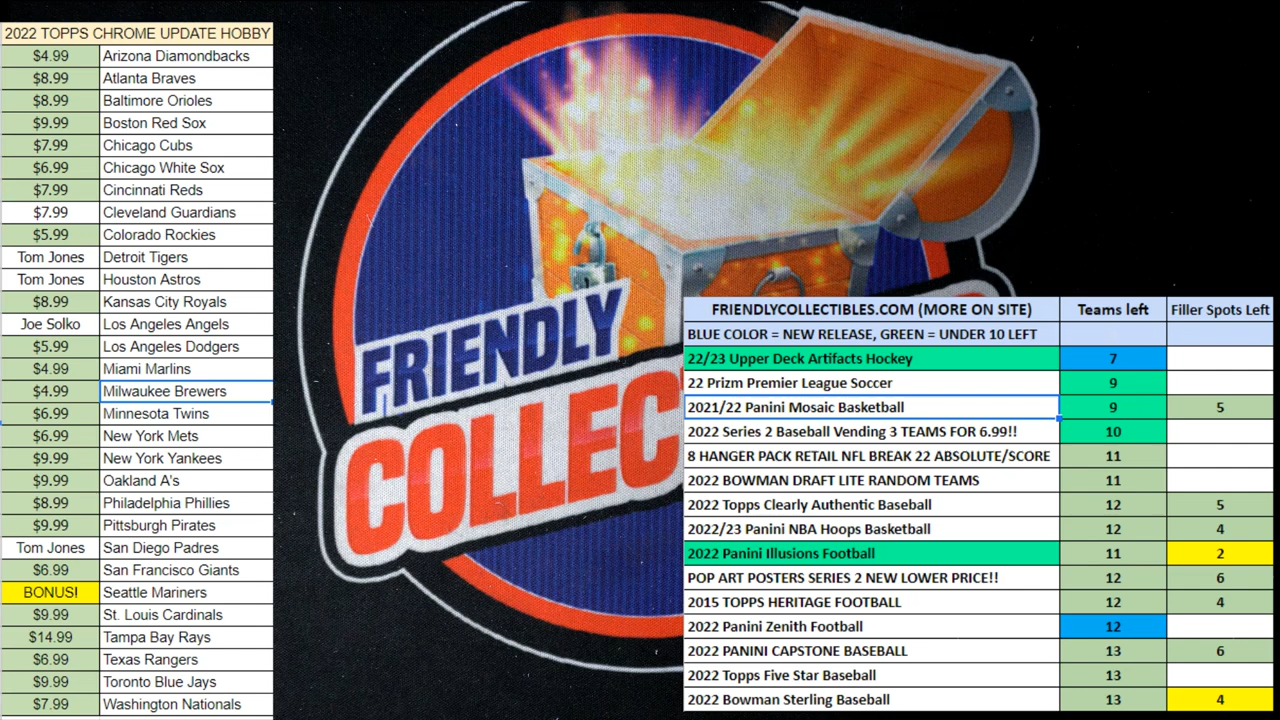 2022 TOPPS CHROME UPDATE HOBBY
$4.99 Arizona Diamondbacks
$8.99 Atlanta Braves
$8.99 Baltimore Orioles
$9.99 Boston Red Sox
$7.99 Chicago Cubs
$6.99 Chicago White Sox
$7.99 Cincinnati Reds
$7.99 Cleveland Guardians
$5.99 Colorado Rockies
Tom Jones Detroit Tigers
Tom Jones Houston Astros
$8.99 Kansas City Royals
Joe Solko Los Angeles Angels
$5.99 Los Angeles Dodgers
$4.99 Miami Marlins
$4.99 Milwaukee Brewers
$6.99 Minnesota Twins
$6.99 New York Mets
$9.99 New York Yankees
$9.99 Oakland A's
$8.99 Philadelphia Phillies
$9.99 Pittsburgh Pirates
Tom Jones San Diego Padres
$6.99 San Francisco Giants
BONUS! Seattle Mariners
$9.99 St. Louis Cardinals
$14.99 Tampa Bay Rays
$6.99 Texas Rangers
$9.99 Toronto Blue Jays
$7.99 Washington Nationals
FRIENDLY
COLLEC
FRIENDLYCOLLECTIBLES.COM (MORE ON SITE) Teams left Filler Spots Left
BLUE COLOR = NEW RELEASE, GREEN = UNDER 10 LEFT
22/23 Upper Deck Artifacts Hockey 7
22 Prizm Premier League Soccer 9
2021/22 Panini Mosaic Basketball 9 5
2022 Series 2 Baseball Vending 3 TEAMS FOR 6.99!! 10
8 HANGER PACK RETAIL NFL BREAK 22 ABSOLUTE/SCORE 11
2022 BOWMAN DRAFT LITE RANDOM TEAMS 11
2022 Topps Clearly Authentic Baseball 12 5
2022/23 Panini NBA Hoops Basketball 12 4
2022 Panini Illusions Football 11 2
POP ART POSTERS SERIES 2 NEW LOWER PRICE!! 12 6
2015 TOPPS HERITAGE FOOTBALL 12 4
2022 Panini Zenith Football 12
2022 PANINI CAPSTONE BASEBALL 13 6
2022 Topps Five Star Baseball 13
2022 Bowman Sterling Baseball 13 4